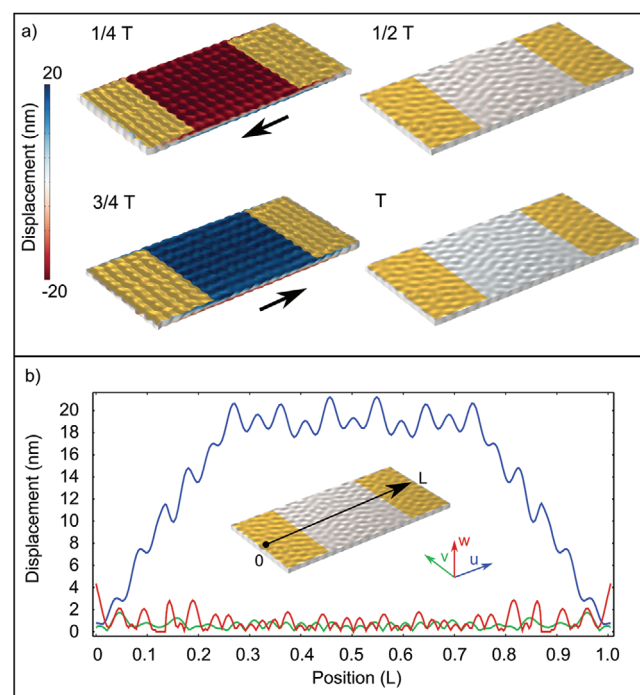 a)
1/4 T
1/2 T
20
Displacement (nm)
-20
3/4 T
T
b)
Displacement (nm)
20
18
16
14
12
10
8
6
4
2
0
L
0
w
v
u
0
0.1
0.2
0.3
0.4
0.5
0.6
0.7
0.8
0.9
1.0
Position (L)